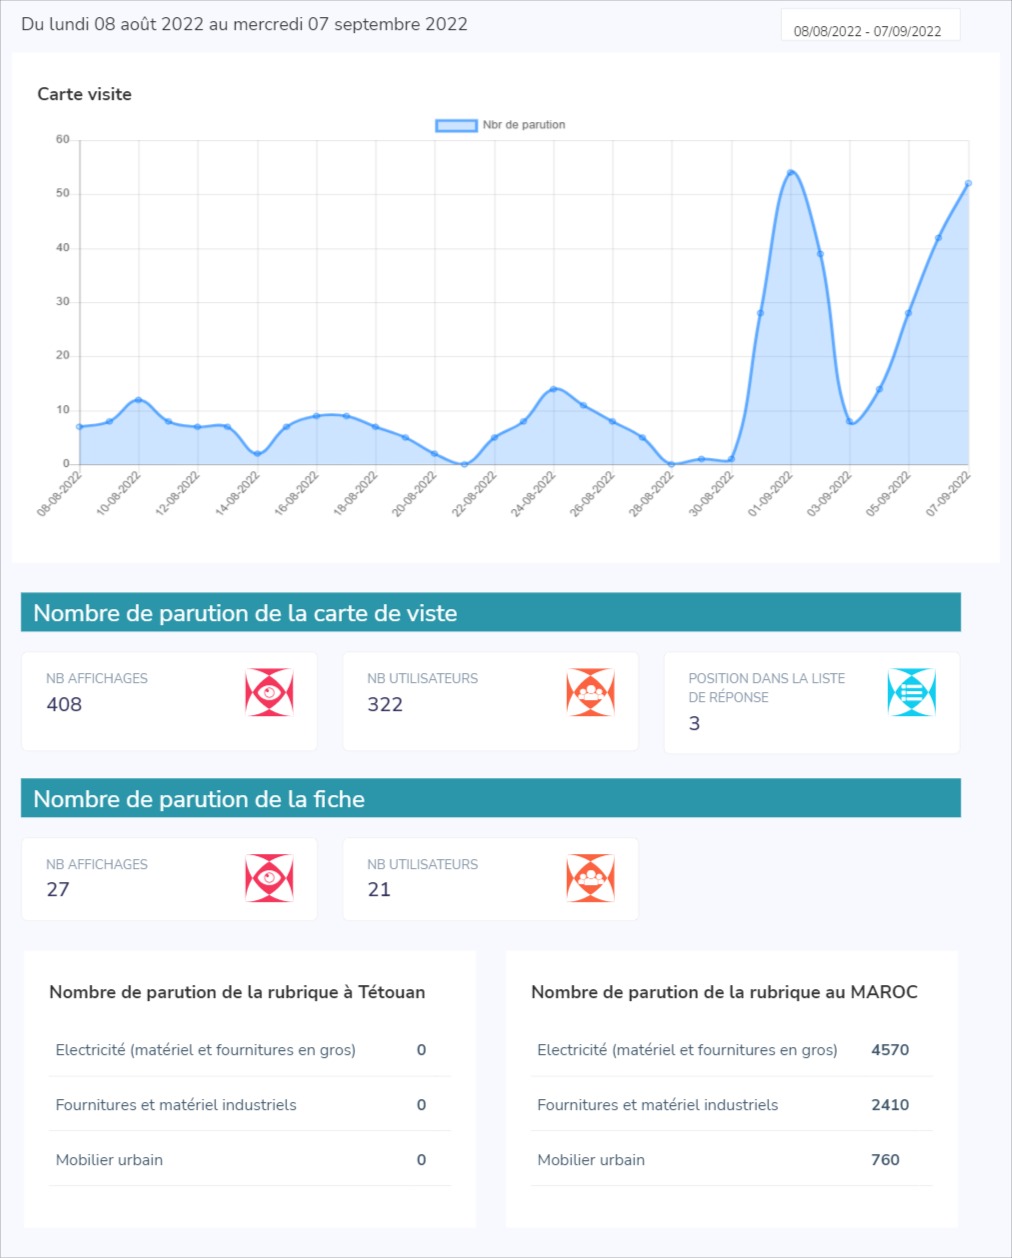 Du lundi 08 août 2022 au mercredi 07 septembre 2022
08/08/2022 - 07/09/2022
Carte visite
Nbr de parution
60
50
40
30
20
10
0
08-08-2022
10-08-2022
12-08-2022
14-08-2022
16-08-2022
18-08-2022
20-08-2022
22-08-2022
24-08-2022
26-08-2022
28-08-2022
30-08-2022
01-09-2022
03-09-2022
05-09-2022
07-09-2022
Nombre de parution de la carte de viste
NB AFFICHAGES
408
NB UTILISATEURS
322
POSITION DANS LA LISTE
DE RÉPONSE
3
Nombre de parution de la fiche
NB AFFICHAGES
27
NB UTILISATEURS
21
Nombre de parution de la rubrique à Tétouan
Electricité (matériel et fournitures en gros) 0
Fournitures et matériel industriels 0
Mobilier urbain 0
Nombre de parution de la rubrique au MAROC
Electricité (matériel et fournitures en gros) 4570
Fournitures et matériel industriels 2410
Mobilier urbain 760